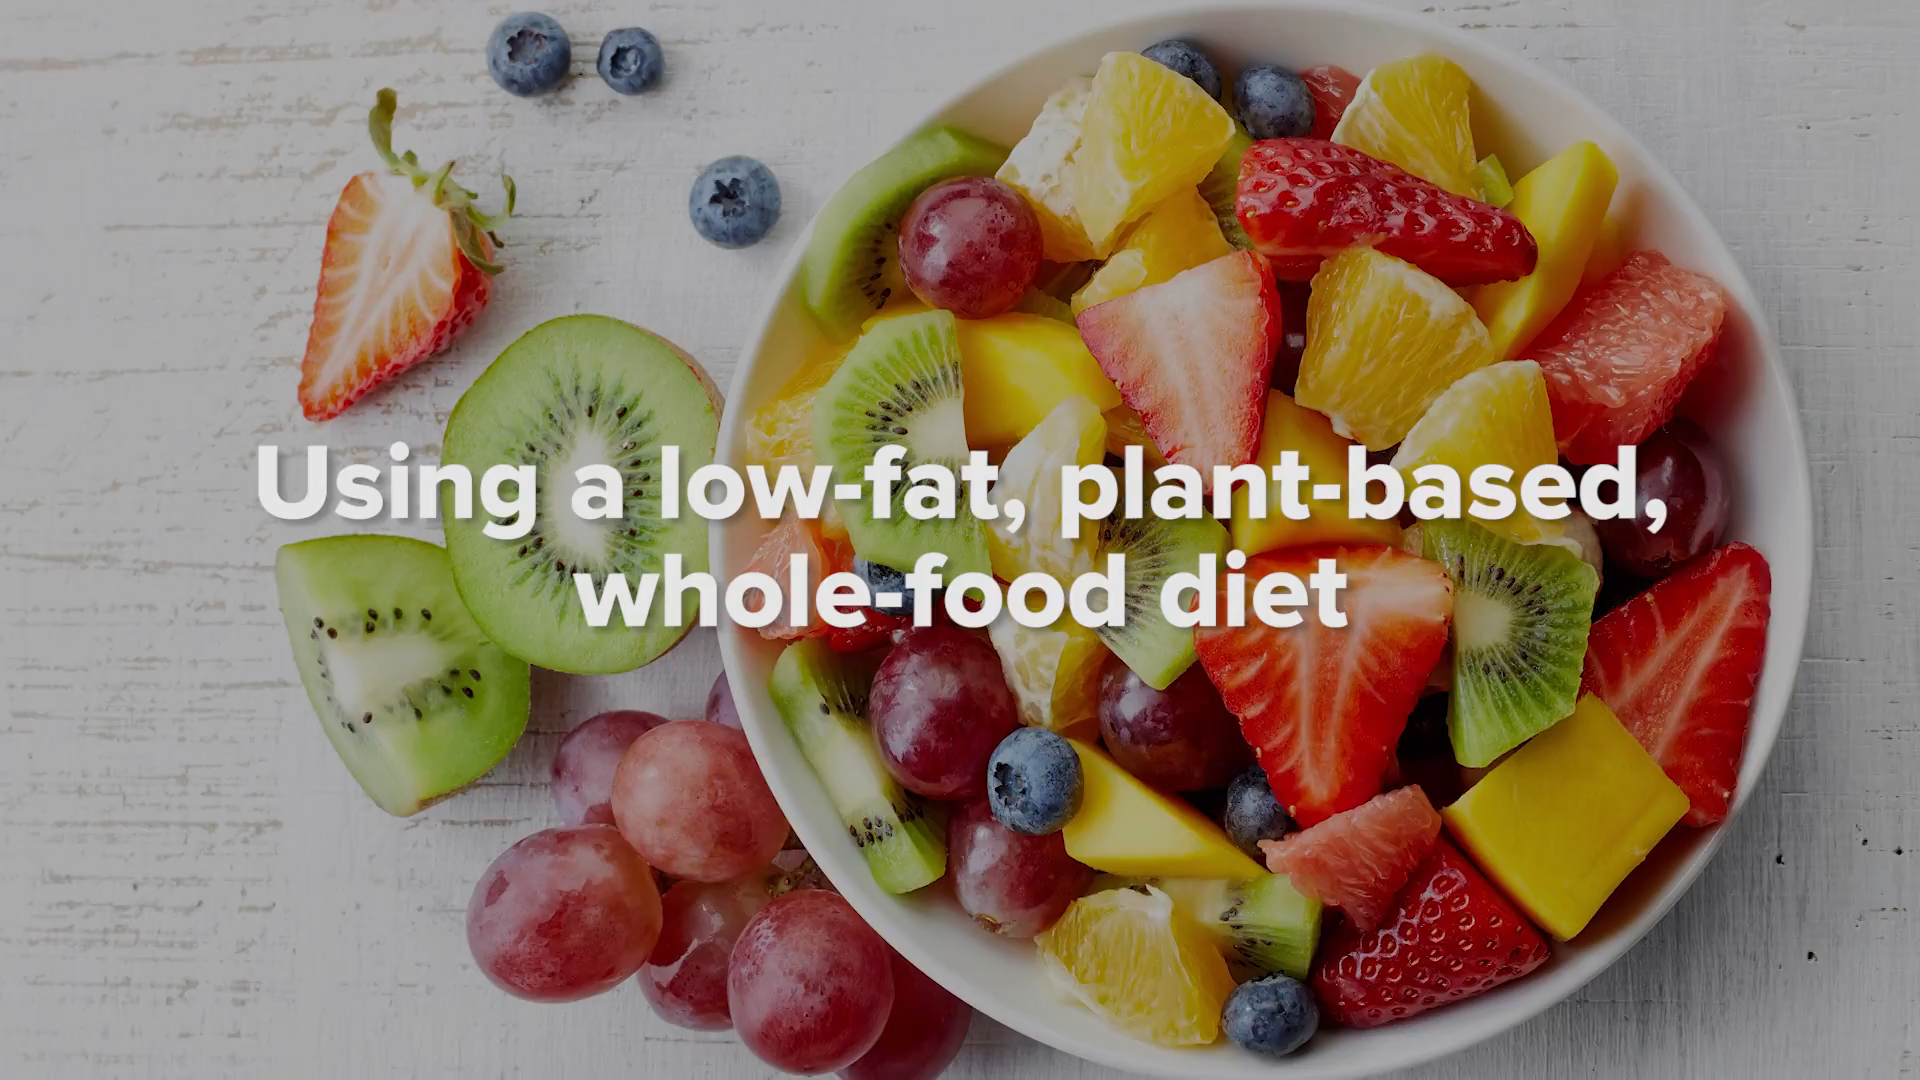 Using a low-fat, plant-based,
whole-food diet